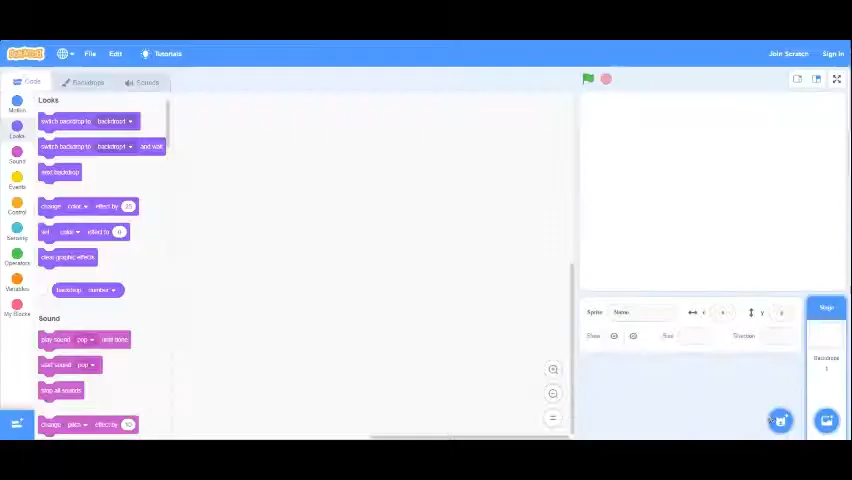 SCRATCH
File
Edit
Tutorials
Join Scratch
Sign in
Code
Backdrops
Sounds
Motion
Looks
Sound
Events
Control
Sensing
Operators
Variables
My Blocks
Looks
switch backdrop to backdrop1
switch backdrop to backdrop1 and wait
next backdrop
change color effect by 25
set color effect to 0
clear graphic effects
backdrop number
Sound
play sound pop until done
start sound pop
stop all sounds
change pitch effect by 10
Sprite
Name
x
x
y
y
Show
Size
Direction
Stage
Backdrops
1